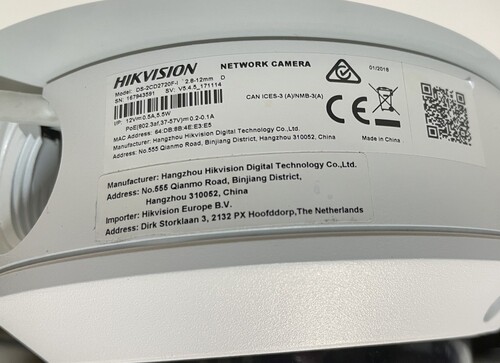 HIKVISION NETWORK CAMERA
Model: DS-2CD2720F-I 2.8-12mm D
SN: 167943591 SV: V5.4.5_171114
I/P: 12V⎓0.5A,5.5W
PoE(802.3af,37-57V)⎓0.2-0.1A
MAC Address: 64:DB:8B:4E:E3:E5
Manufacturer: Hangzhou Hikvision Digital Technology Co.,Ltd.
Address: No.555 Qianmo Road, Binjiang District,
Hangzhou 310052, China
CAN ICES-3 (A)/NMB-3(A)
01/2018
Made in China
Manufacturer: Hangzhou Hikvision Digital Technology Co.,Ltd.
Address: No.555 Qianmo Road, Binjiang District,
Hangzhou 310052, China
Importer: Hikvision Europe B.V.
Address: Dirk Storklaan 3, 2132 PX Hoofddorp,The Netherlands